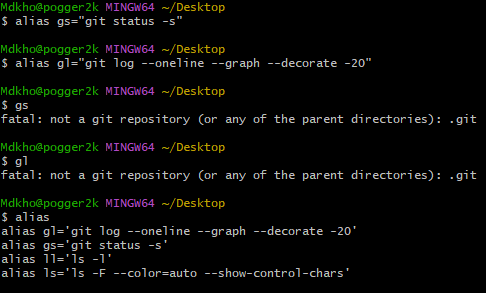 Mdkho@pogger2k MINGW64 ~/Desktop
$ alias gs="git status -s"
Mdkho@pogger2k MINGW64 ~/Desktop
$ alias gl="git log --oneline --graph --decorate -20"
Mdkho@pogger2k MINGW64 ~/Desktop
$ gs
fatal: not a git repository (or any of the parent directories): .git
Mdkho@pogger2k MINGW64 ~/Desktop
$ gl
fatal: not a git repository (or any of the parent directories): .git
Mdkho@pogger2k MINGW64 ~/Desktop
$ alias
alias gl='git log --oneline --graph --decorate -20'
alias gs='git status -s'
alias ll='ls -l'
alias ls='ls -F --color=auto --show-control-chars'